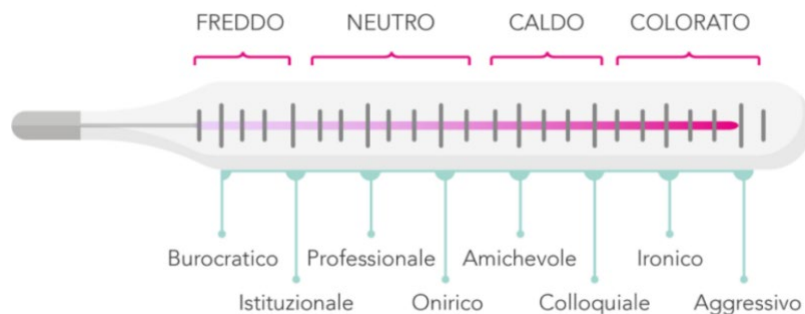 FREDDO NEUTRO CALDO COLORATO
Burocratico Professionale Amichevole Ironico
Istituzionale Onirico Colloquiale Aggressivo